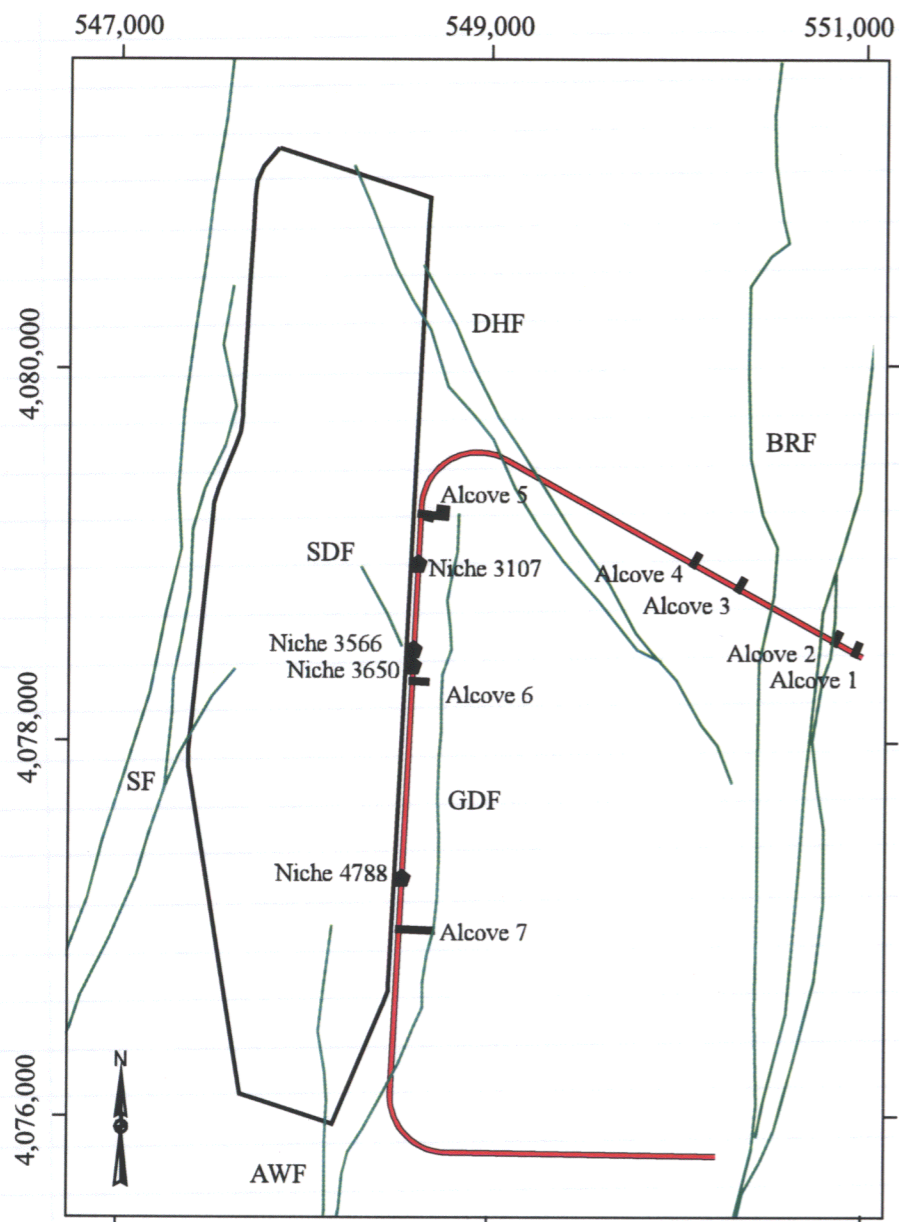 547,000
549,000
551,000
4,080,000
4,078,000
4,076,000
DHF
BRF
Alcove 5
SDF
Niche 3107
Alcove 4
Alcove 3
Niche 3566
Niche 3650
Alcove 2
Alcove 1
Alcove 6
SF
GDF
Niche 4788
Alcove 7
N
AWF